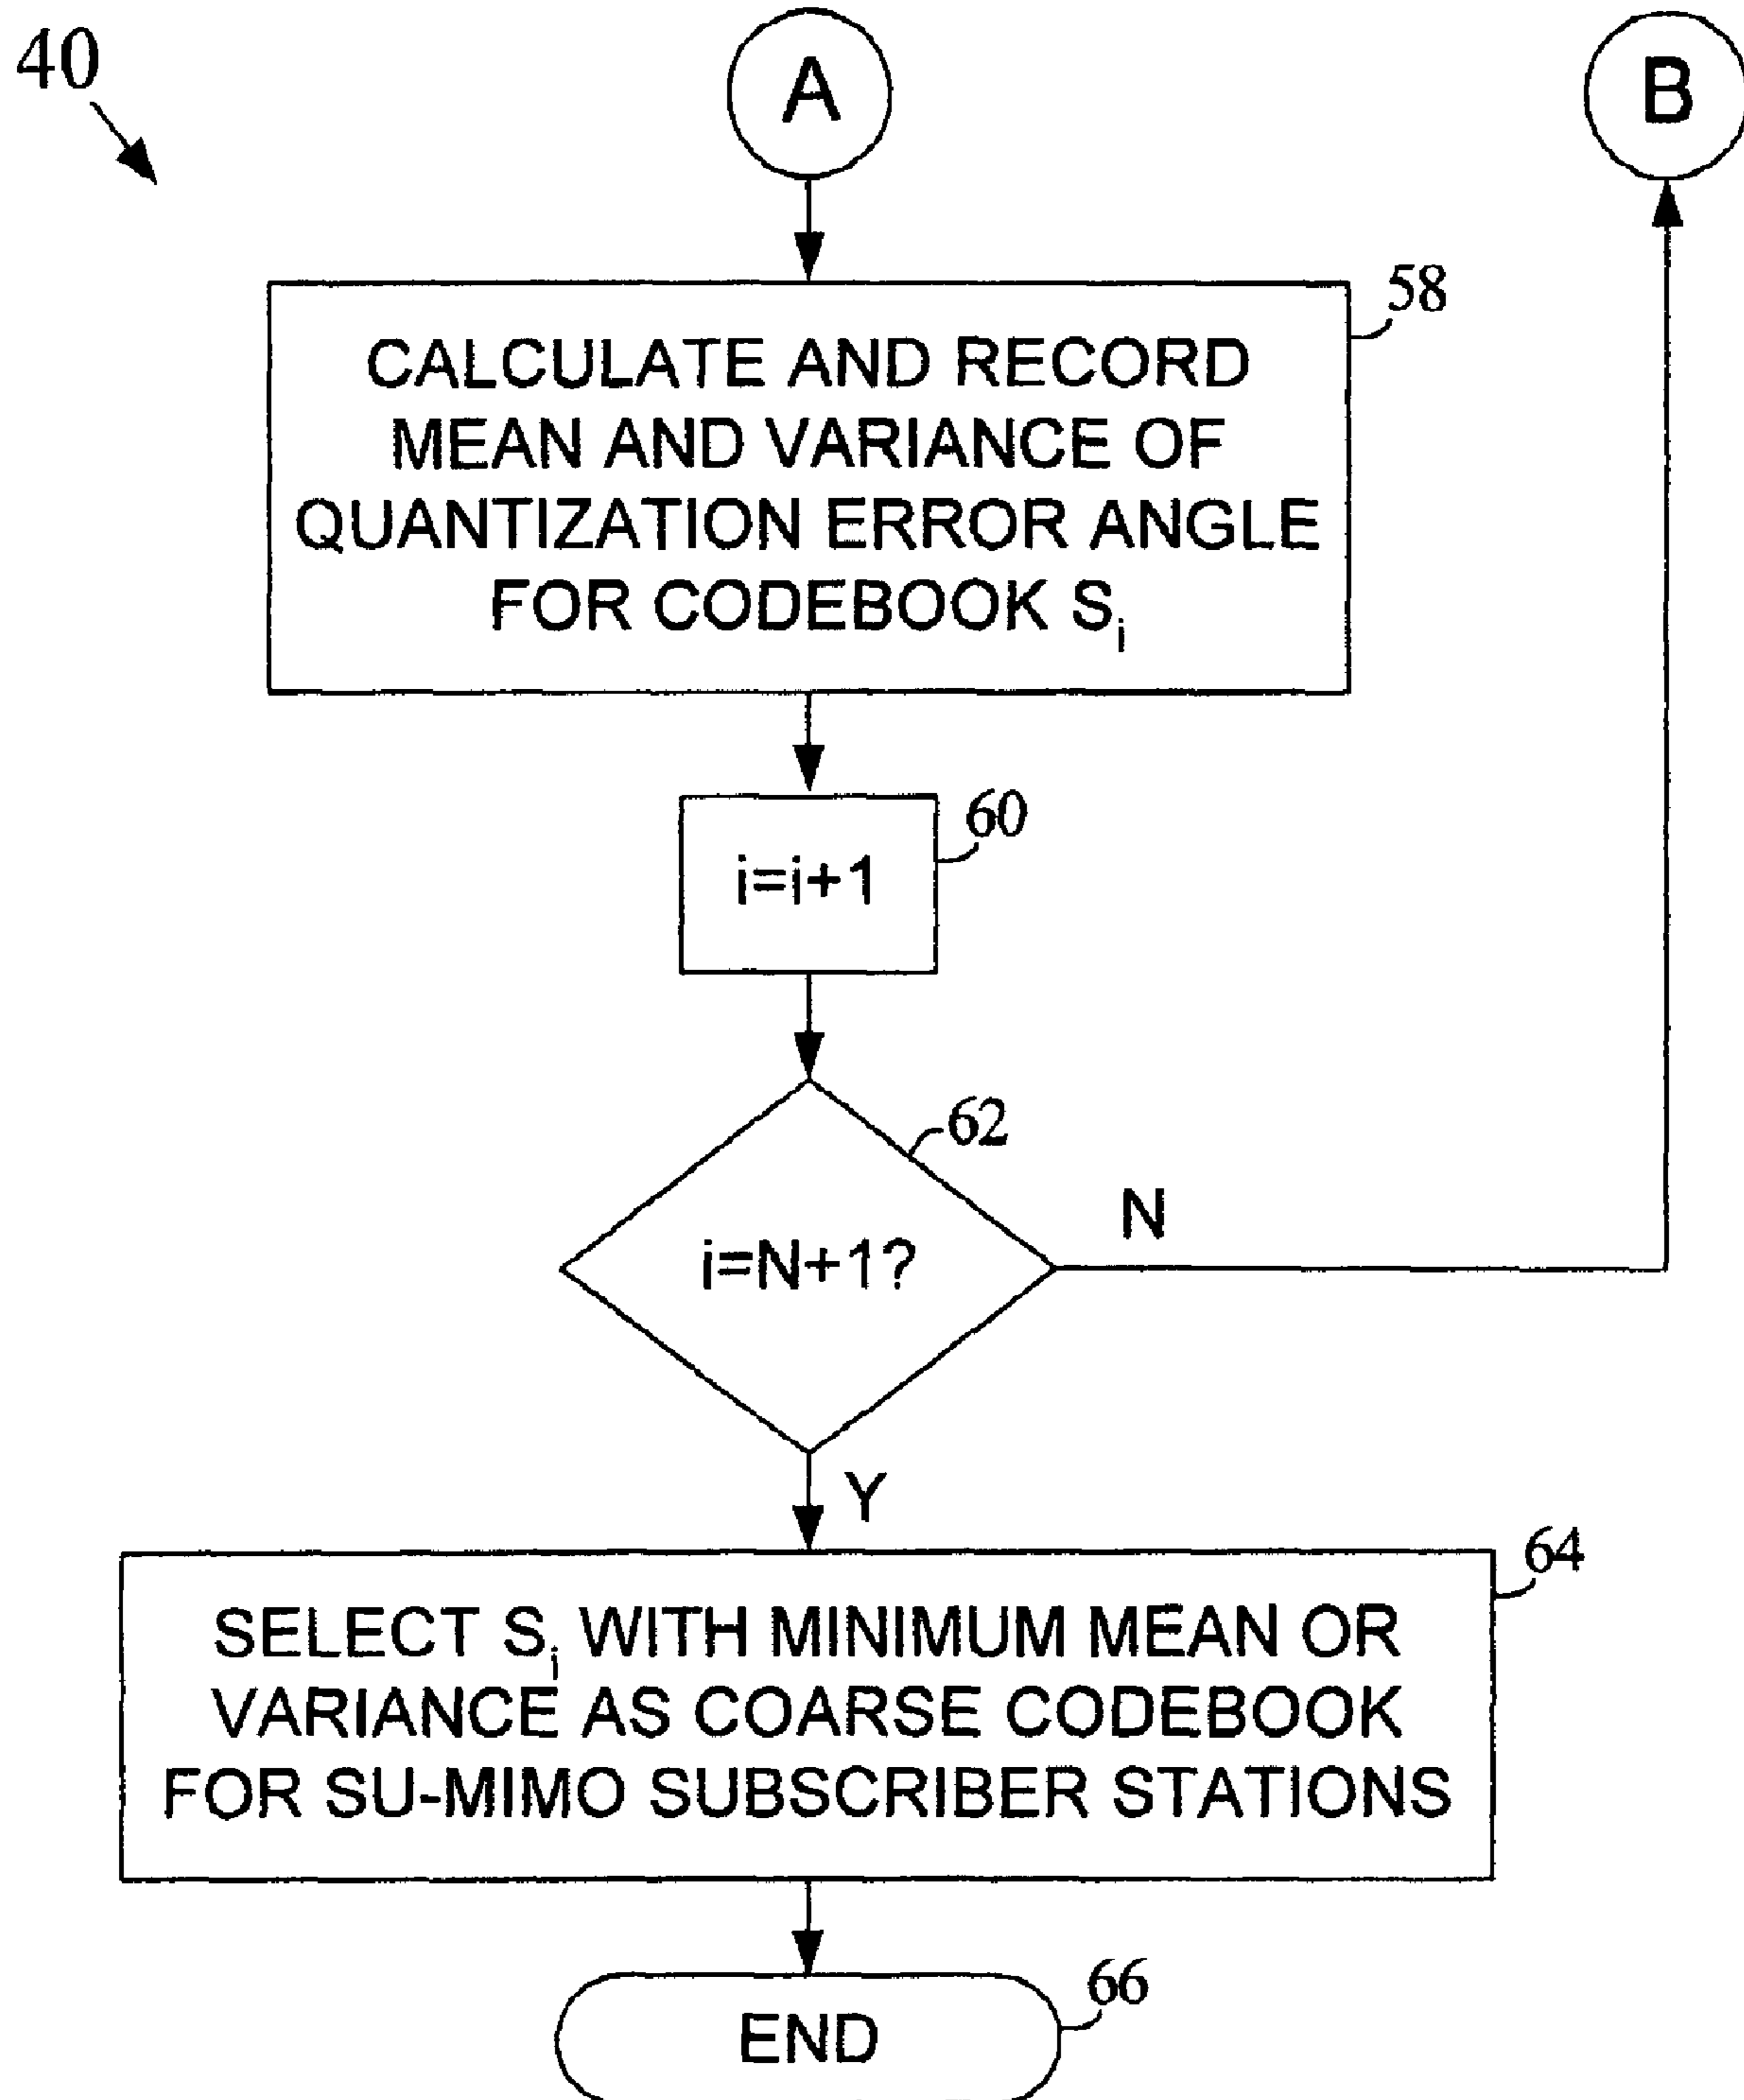 40
A
B
58
CALCULATE AND RECORD
MEAN AND VARIANCE OF
QUANTIZATION ERROR ANGLE
FOR CODEBOOK Si
60
i=i+1
62
i=N+1?
N
Y
64
SELECT Si WITH MINIMUM MEAN OR
VARIANCE AS COARSE CODEBOOK
FOR SU-MIMO SUBSCRIBER STATIONS
66
END